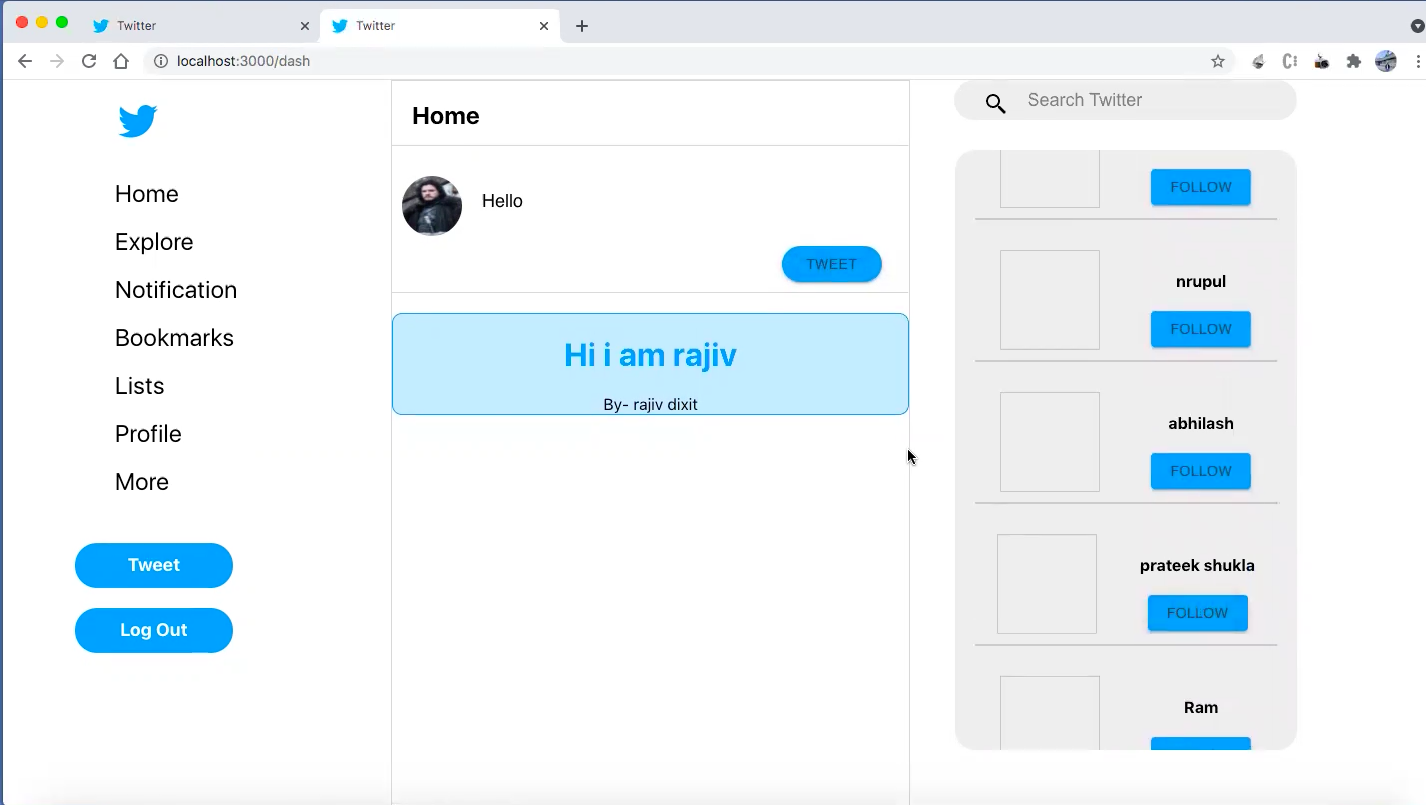 Twitter
Twitter
localhost:3000/dash
Home
Explore
Notification
Bookmarks
Lists
Profile
More
Tweet
Log Out
Home
Hello
TWEET
Hi i am rajiv
By- rajiv dixit
Search Twitter
FOLLOW
nrupul
FOLLOW
abhilash
FOLLOW
prateek shukla
FOLLOW
Ram